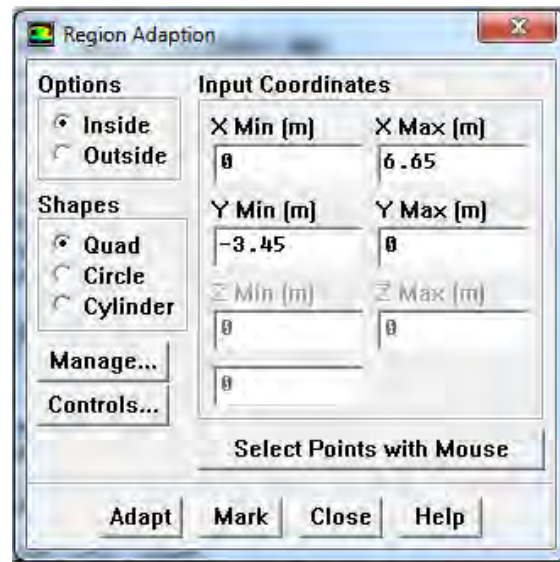 Region Adaption
Options
Inside
Outside
Shapes
Quad
Circle
Cylinder
Manage...
Controls...
Input Coordinates
X Min (m) X Max (m)
0 6.65
Y Min (m) Y Max (m)
-3.45 0
Z Min (m) Z Max (m)
0 0
0
Select Points with Mouse
Adapt Mark Close Help